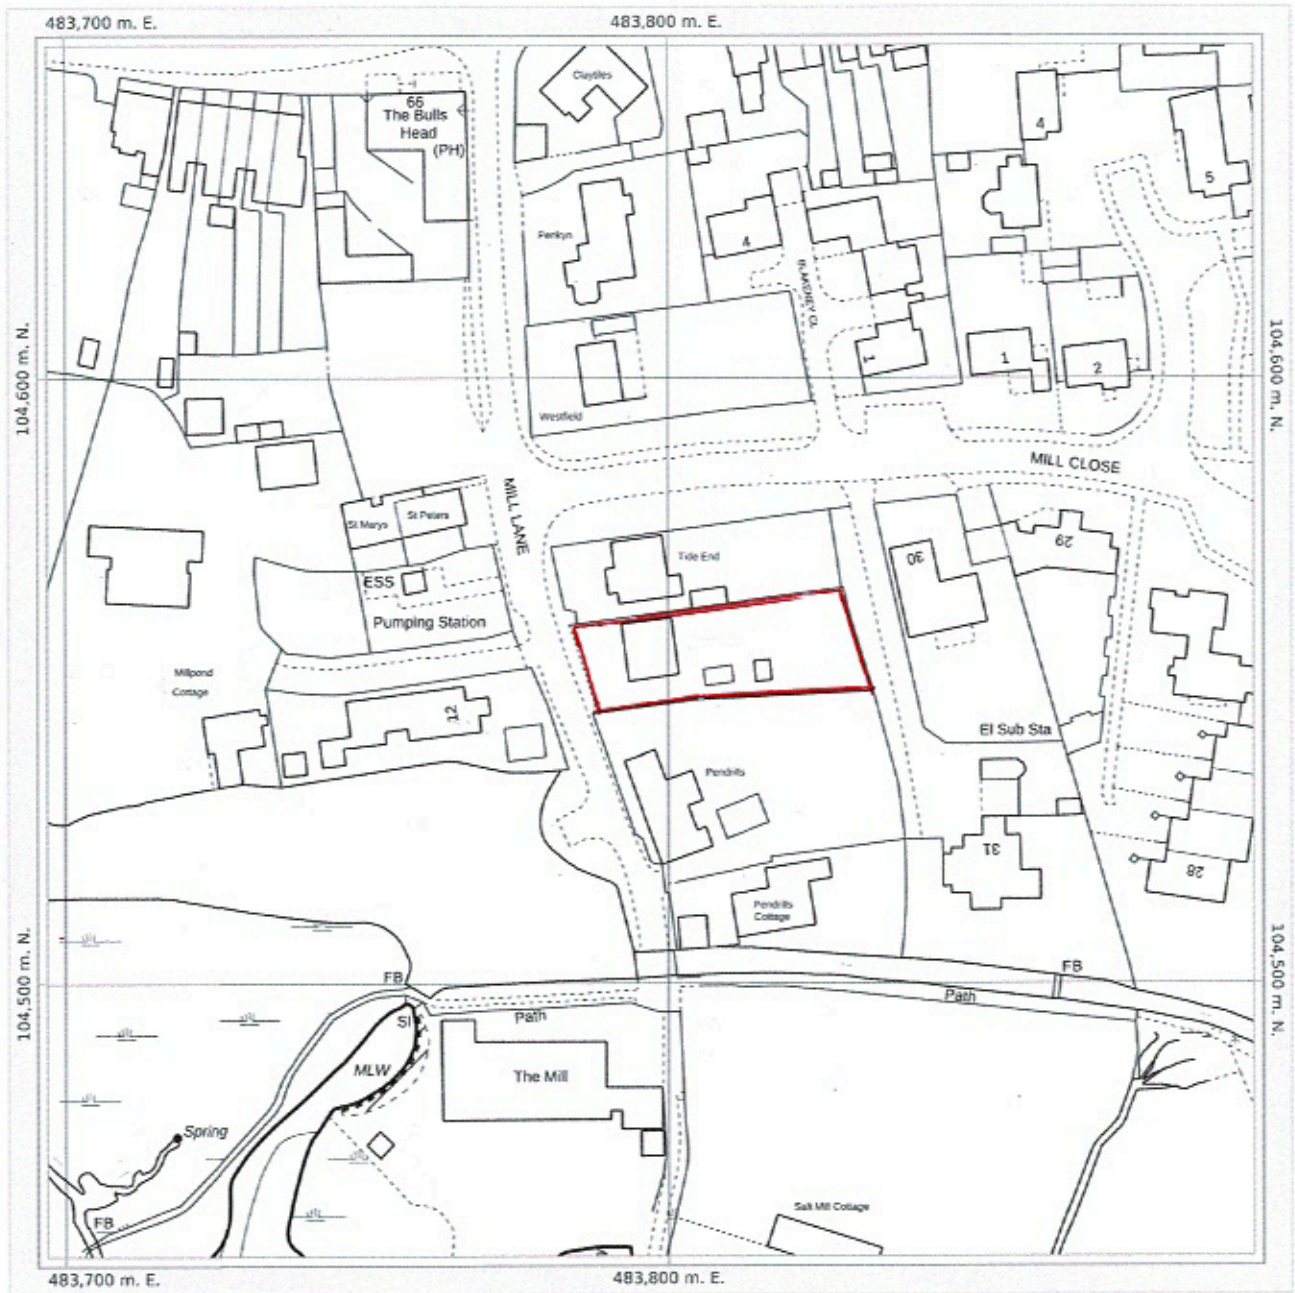 483,700 m. E.
483,800 m. E.
Claytiles
66
The Bulls
Head
(PH)
4
5
Penkyn
4
BLAKENEY CL
104,600 m. N.
104,600 m. N.
1
1
2
Westfield
MILL CLOSE
MILL LANE
St Marys
St Peters
Tide End
30
29
ESS
Pumping Station
Millpond
Cottage
12
El Sub Sta
Pendrills
31
28
Pendrills
Cottage
104,500 m. N.
104,500 m. N.
FB
FB
Path
Path
Sl
MLW
The Mill
Spring
Salt Mill Cottage
FB
483,700 m. E.
483,800 m. E.